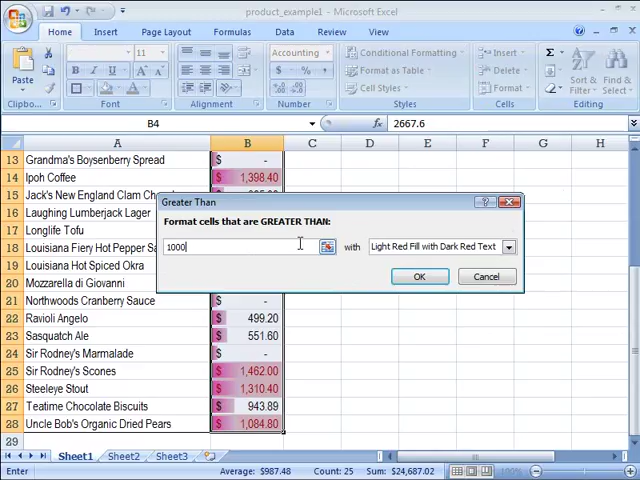 product_example1 - Microsoft Excel
Home Insert Page Layout Formulas Data Review View
Paste
11
B I U A A
Accounting
$ % ,
Conditional Formatting
Format as Table
Cell Styles
Insert
Delete
Format
Σ
Sort & Filter
Find & Select
Clipbo... Font Alignment Number Styles Cells Editing
B4 fx 2667.6
A B C D E F G H
13 Grandma's Boysenberry Spread $ -
14 Ipoh Coffee $ 1,398.40
15 Jack's New England Clam
16 Laughing Lumberjack Lager
17 Longlife Tofu
18 Louisiana Fiery Hot Pepper Sa
19 Louisiana Hot Spiced Okra
20 Mozzarella di Giovanni
21 Northwoods Cranberry Sauce $ -
22 Ravioli Angelo $ 499.20
23 Sasquatch Ale $ 551.60
24 Sir Rodney's Marmalade $ -
25 Sir Rodney's Scones $ 1,462.00
26 Steeleye Stout $ 1,310.40
27 Teatime Chocolate Biscuits $ 943.89
28 Uncle Bob's Organic Dried Pears $ 1,084.80
29
Greater Than
Format cells that are GREATER THAN:
1000 with Light Red Fill with Dark Red Text
OK Cancel
Sheet1 Sheet2 Sheet3
Enter Average: $987.48 Count: 25 Sum: $24,687.02 100%